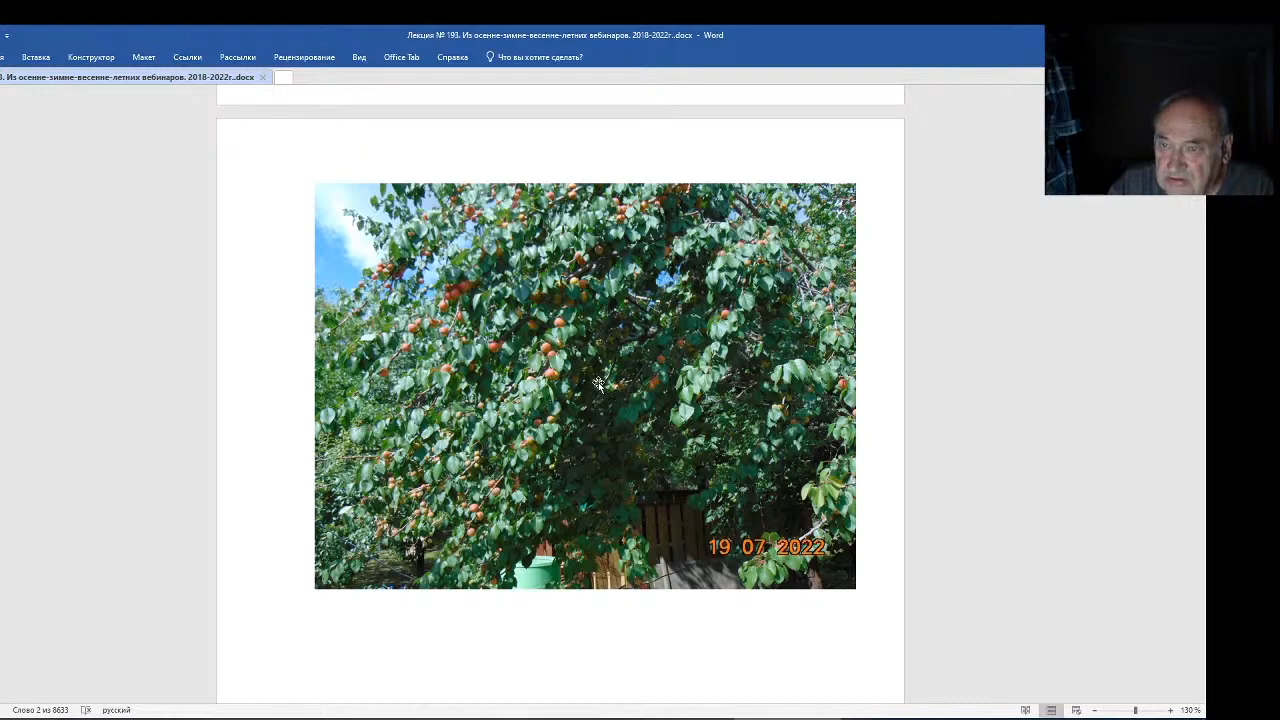 Лекция № 193. Из осенне-зимне-весенне-летних вебинаров. 2018-2022г..docx - Word
я Вставка Конструктор Макет Ссылки Рассылки Рецензирование Вид Office Tab Справка Что вы хотите сделать?
3. Из осенне-зимне-весенне-летних вебинаров. 2018-2022г..docx
19 07 2022
Слово 2 из 8633 русский 130 %